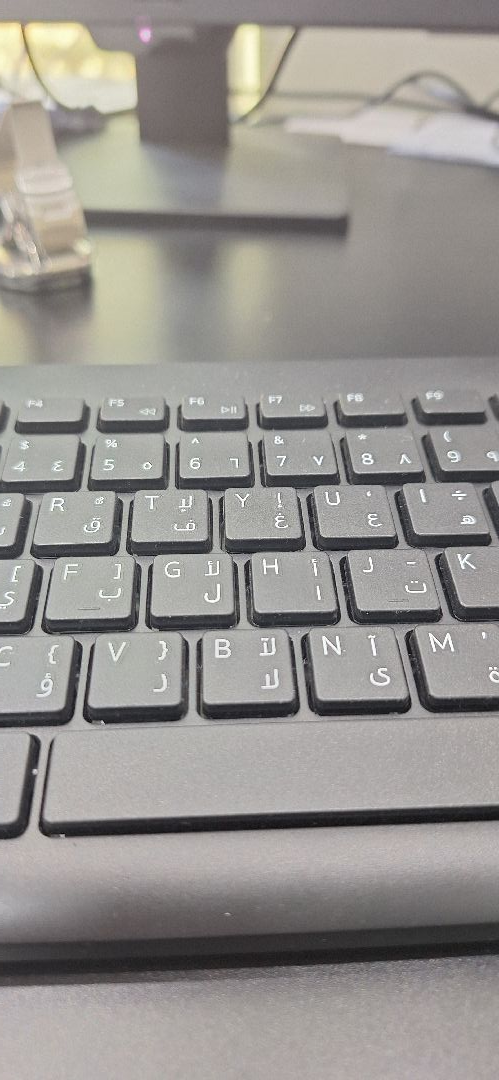 F4 F5 F6 F7 F8 F9
$ 4 ٤ % 5 ٥ ^ 6 ٦ & 7 ٧ * 8 ٨ ( 9 ٩
R ق T لإ ف Y إ غ U ‘ ع I ÷ ه
[ ي F ] ب G لأ ل H أ ا J ـ ت K
C { ؤ V } ر B لآ لا N آ ى M ' ة